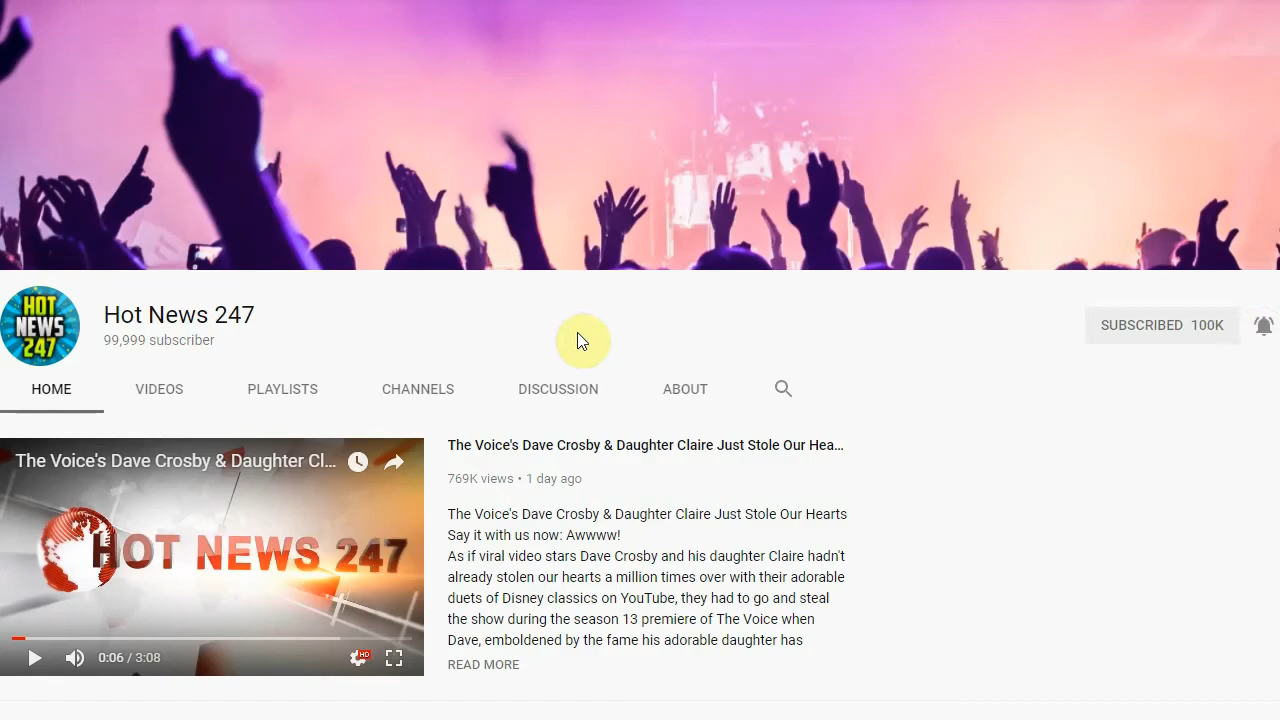 HOT
NEWS
247
Hot News 247
99,999 subscriber
SUBSCRIBED 100K
HOME VIDEOS PLAYLISTS CHANNELS DISCUSSION ABOUT
The Voice's Dave Crosby & Daughter Cl...
HOT NEWS 247
0:06 / 3:08
HD
The Voice's Dave Crosby & Daughter Claire Just Stole Our Hea...
769K views • 1 day ago
The Voice's Dave Crosby & Daughter Claire Just Stole Our Hearts
Say it with us now: Awwww!
As if viral video stars Dave Crosby and his daughter Claire hadn't
already stolen our hearts a million times over with their adorable
duets of Disney classics on YouTube, they had to go and steal
the show during the season 13 premiere of The Voice when
Dave, emboldened by the fame his adorable daughter has
READ MORE